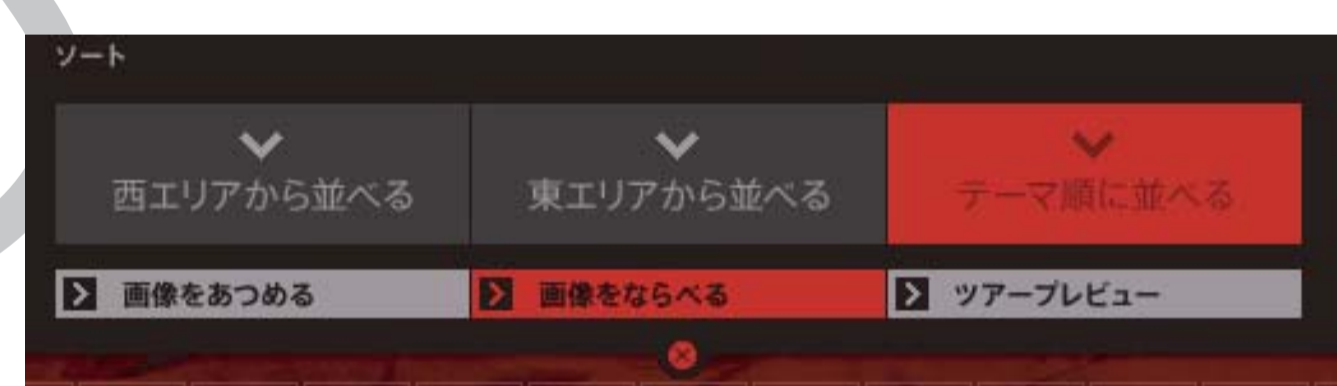 ソート
西エリアから並べる
東エリアから並べる
テーマ順に並べる
画像をあつめる
画像をならべる
ツアープレビュー